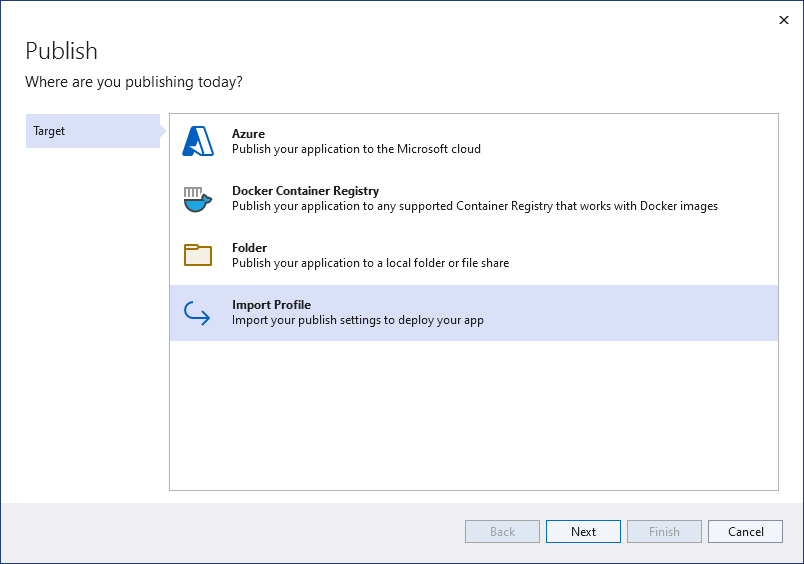 Publish
Where are you publishing today?
Target
Azure
Publish your application to the Microsoft cloud
Docker Container Registry
Publish your application to any supported Container Registry that works with Docker images
Folder
Publish your application to a local folder or file share
Import Profile
Import your publish settings to deploy your app
Back
Next
Finish
Cancel